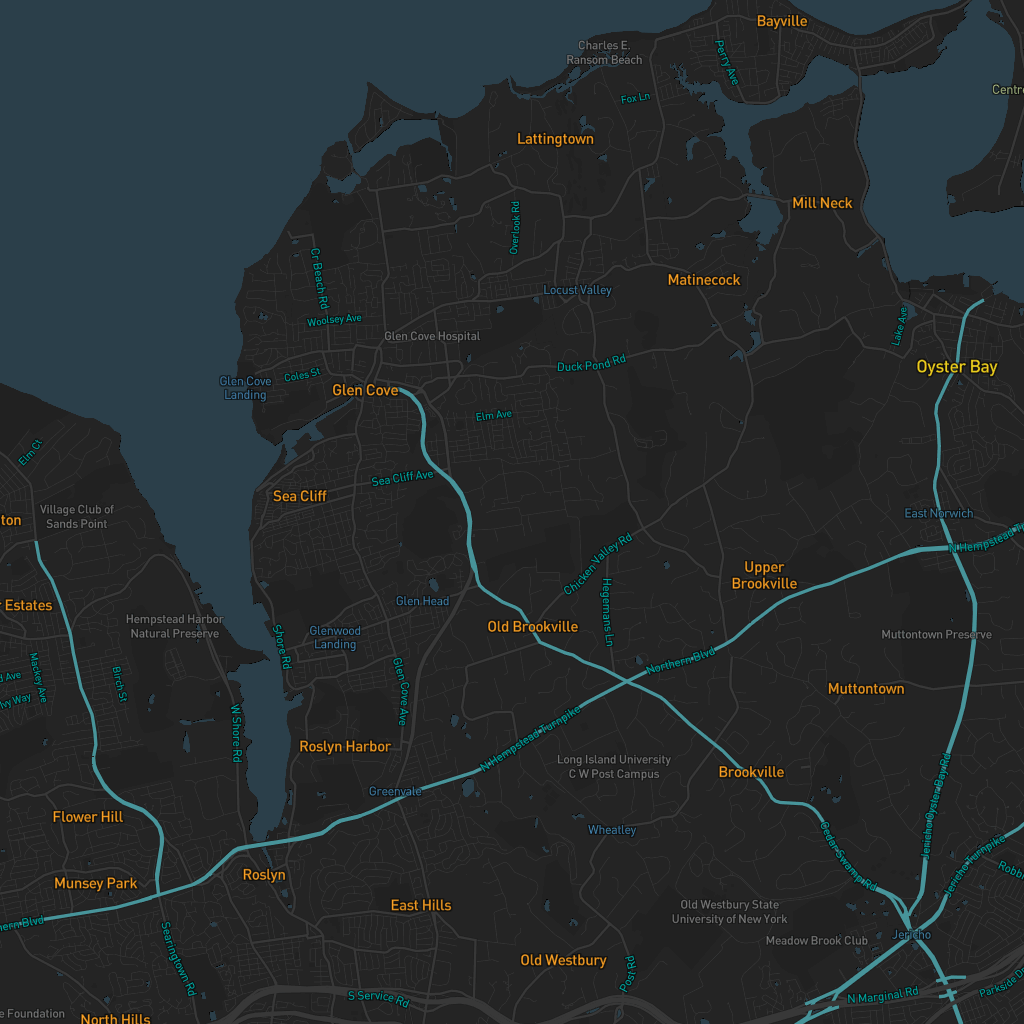 Bayville
Charles E.
Ransom Beach
Perry Ave
Fox Ln
Centre
Lattingtown
Mill Neck
Overlook Rd
Cr Beach Rd
Matinecock
Locust Valley
Woolsey Ave
Lake Ave
Glen Cove Hospital
Duck Pond Rd
Oyster Bay
Coles St
Glen Cove
Landing
Glen Cove
Elm Ave
Elm Ct
Sea Cliff Ave
Sea Cliff
Village Club of
Sands Point
ton
East Norwich
N Hempstead Tu
Chicken Valley Rd
Upper
Brookville
Hegemans Ln
Glen Head
r Estates
Hempstead Harbor
Natural Preserve
Old Brookville
Glenwood
Landing
Shore Rd
Muttontown Preserve
Northern Blvd
Mackey Ave
Birch St
d Ave
Ivy Way
Glen Cove Ave
Muttontown
W Shore Rd
N Hempstead Turnpike
Roslyn Harbor
Long Island University
C W Post Campus
Brookville
Greenvale
Jericho Oyster Bay Rd
Flower Hill
Wheatley
Cedar Swamp Rd
Jericho Turnpike
Robbi
Roslyn
Munsey Park
East Hills
Old Westbury State
University of New York
hern Blvd
Jericho
Meadow Brook Club
Searingtown Rd
Old Westbury
Post Rd
S Service Rd
N Marginal Rd
Parkside D
e Foundation
North Hills